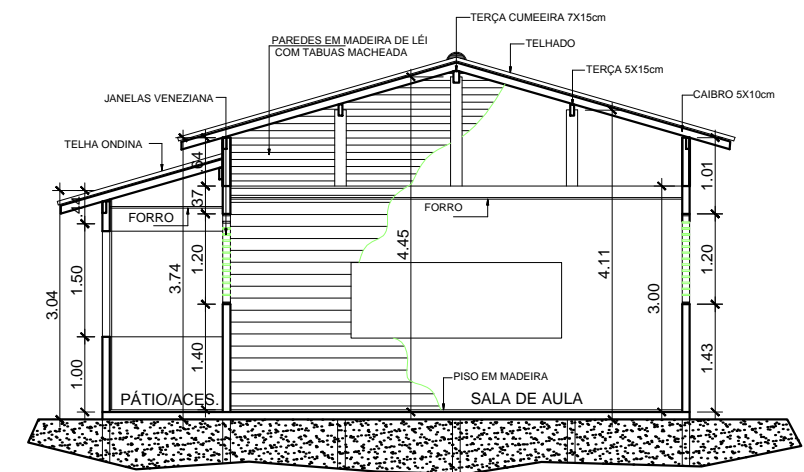 TERÇA CUMEEIRA 7X15cm
PAREDES EM MADEIRA DE LÉI
COM TABUAS MACHEADA
TELHADO
TERÇA 5X15cm
JANELAS VENEZIANA
CAIBRO 5X10cm
TELHA ONDINA
.64
1.01
.37
FORRO
FORRO
1.20
4.45
4.11
1.20
1.50
3.74
3.04
3.00
1.00
1.40
1.43
PISO EM MADEIRA
PÁTIO/ACES.
SALA DE AULA